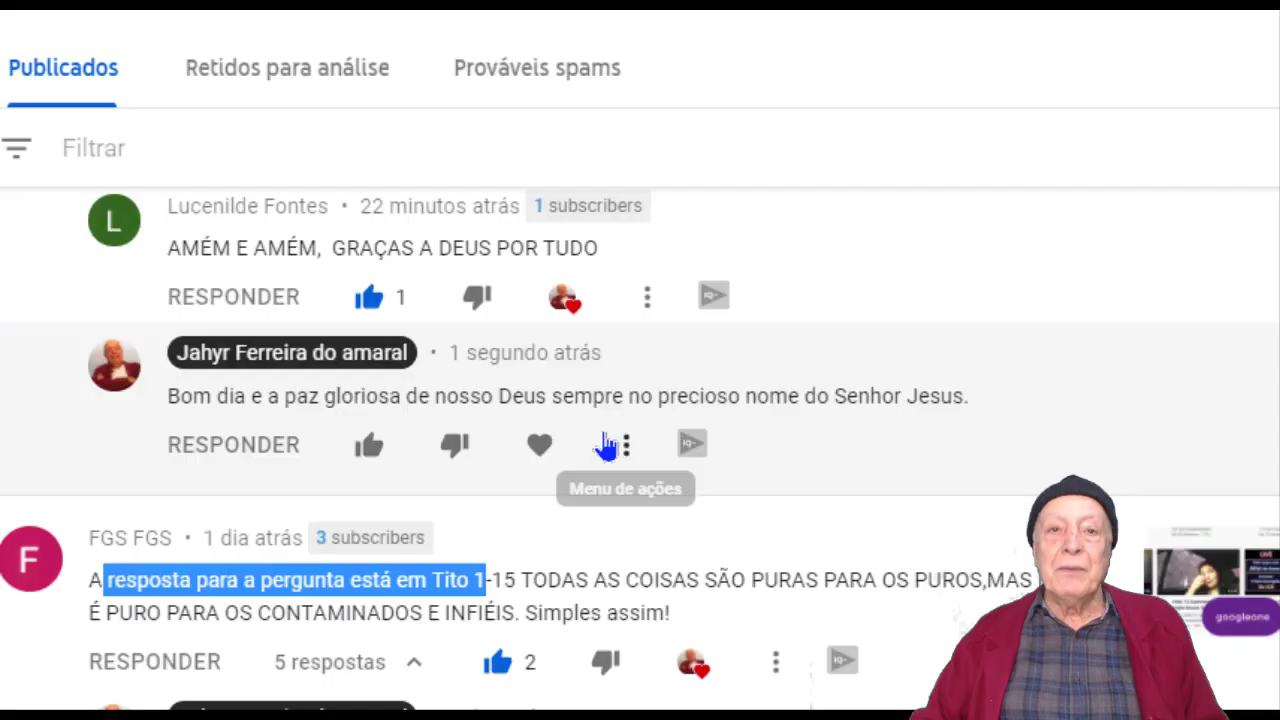 Publicados Retidos para análise Prováveis spams
Filtrar
Lucenilde Fontes • 22 minutos atrás 1 subscribers
L
AMÉM E AMÉM, GRAÇAS A DEUS POR TUDO
RESPONDER 1
Jahyr Ferreira do amaral • 1 segundo atrás
Bom dia e a paz gloriosa de nosso Deus sempre no precioso nome do Senhor Jesus.
RESPONDER
Menu de ações
FGS FGS • 1 dia atrás 3 subscribers
F
A resposta para a pergunta está em Tito 1-15 TODAS AS COISAS SÃO PURAS PARA OS PUROS,MAS
É PURO PARA OS CONTAMINADOS E INFIÉIS. Simples assim!
googleone
RESPONDER 5 respostas 2